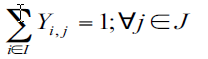 ∑_{i∈I} Y_{i,j} = 1; ∀j ∈ J